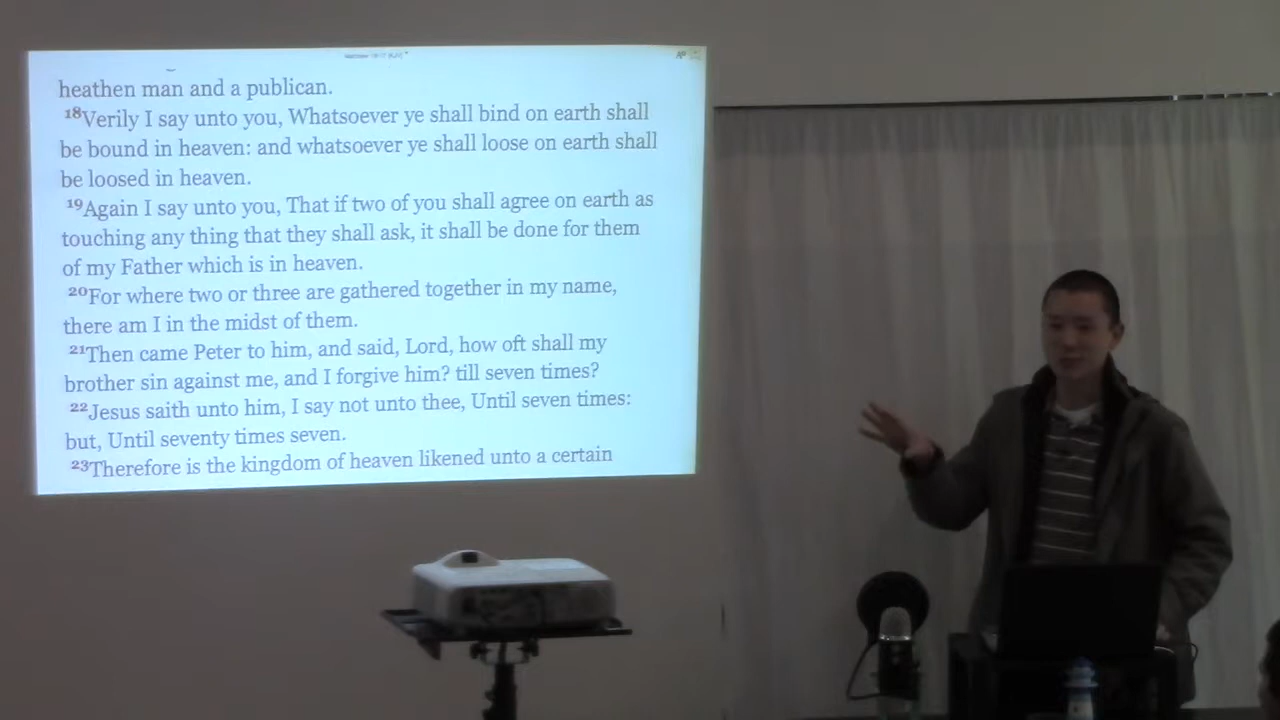 heathen man and a publican.
18Verily I say unto you, Whatsoever ye shall bind on earth shall
be bound in heaven: and whatsoever ye shall loose on earth shall
be loosed in heaven.
19Again I say unto you, That if two of you shall agree on earth as
touching any thing that they shall ask, it shall be done for them
of my Father which is in heaven.
20For where two or three are gathered together in my name,
there am I in the midst of them.
21Then came Peter to him, and said, Lord, how oft shall my
brother sin against me, and I forgive him? till seven times?
22Jesus saith unto him, I say not unto thee, Until seven times:
but, Until seventy times seven.
23Therefore is the kingdom of heaven likened unto a certain